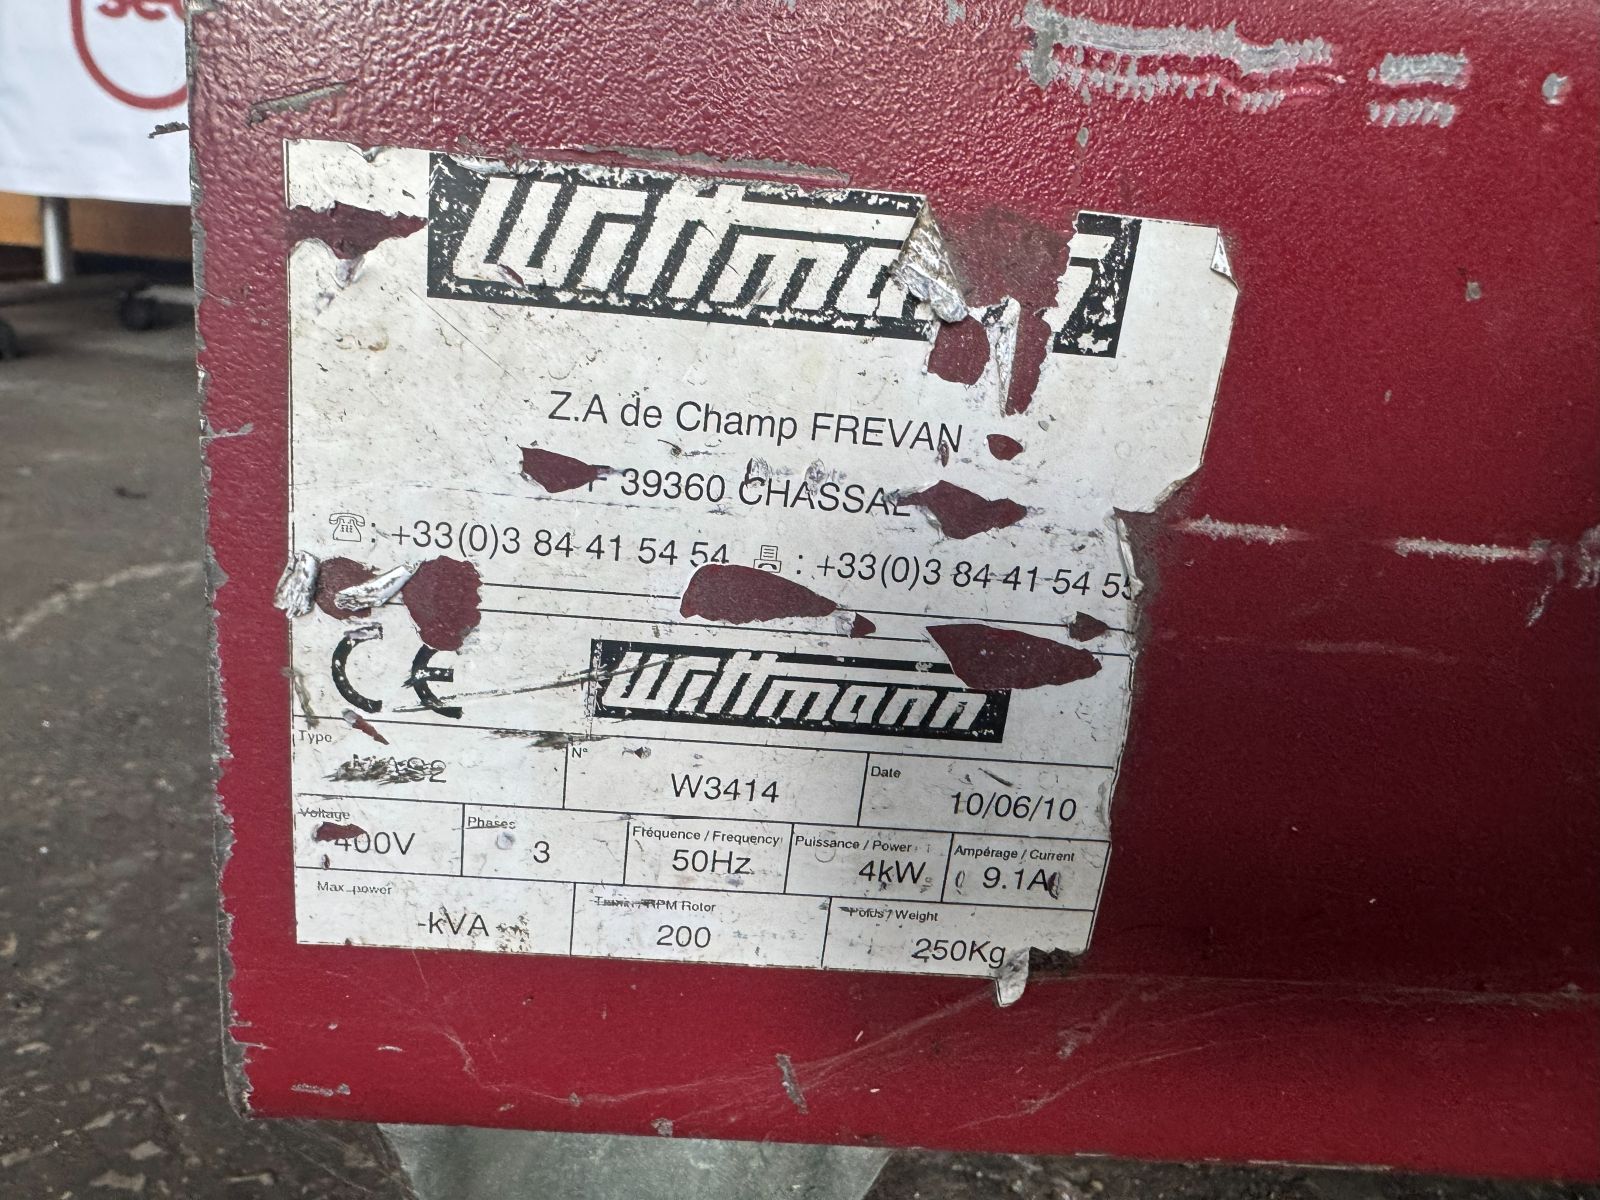 Wittmann
Z.A de Champ FREVAN
F 39360 CHASSAL
: +33(0)3 84 41 54 54 : +33(0)3 84 41 54 55
CE
Wittmann
Type N° W3414 Date 10/06/10
Voltage 400V Phases 3 Fréquence / Frequency 50Hz Puissance / Power 4kW Ampérage / Current 9.1A
Max power -kVA RPM Rotor 200 Poids / Weight 250Kg